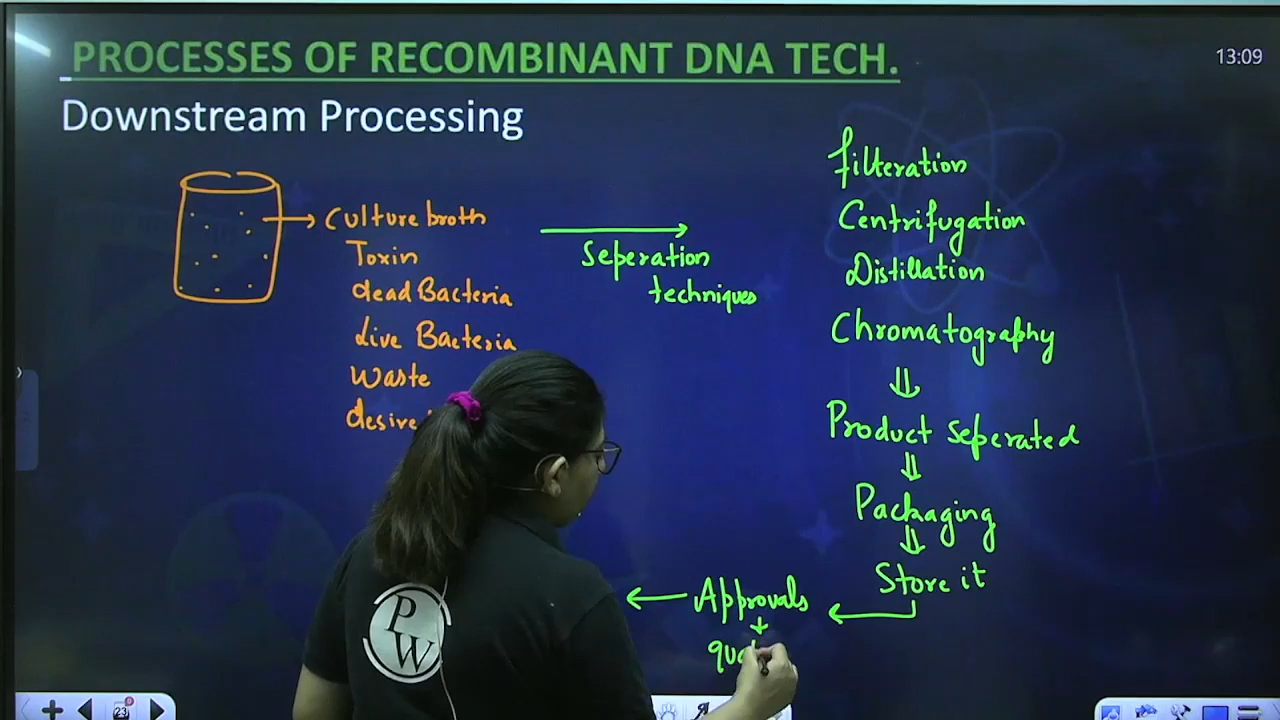 PROCESSES OF RECOMBINANT DNA TECH.
13:09
Downstream Processing
Culture broth
Toxin
dead Bacteria
Live Bacteria
Waste
Seperation
techniques
filteration
Centrifugation
Distillation
Chromatography
Product seperated
Packaging
Store it
Approvals
+
PW
23